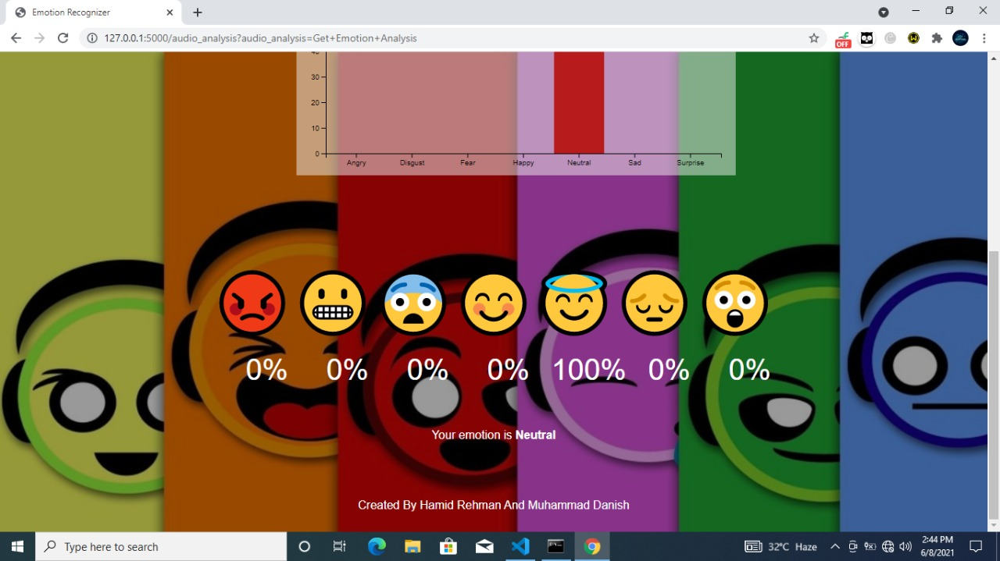 Emotion Recognizer
127.0.0.1:5000/audio_analysis?audio_analysis=Get+Emotion+Analysis
OFF
40
30
20
10
0
Angry Disgust Fear Happy Neutral Sad Surprise
0% 0% 0% 0% 100% 0% 0%
Your emotion is Neutral
Created By Hamid Rehman And Muhammad Danish
Type here to search
32°C Haze
2:44 PM
6/8/2021